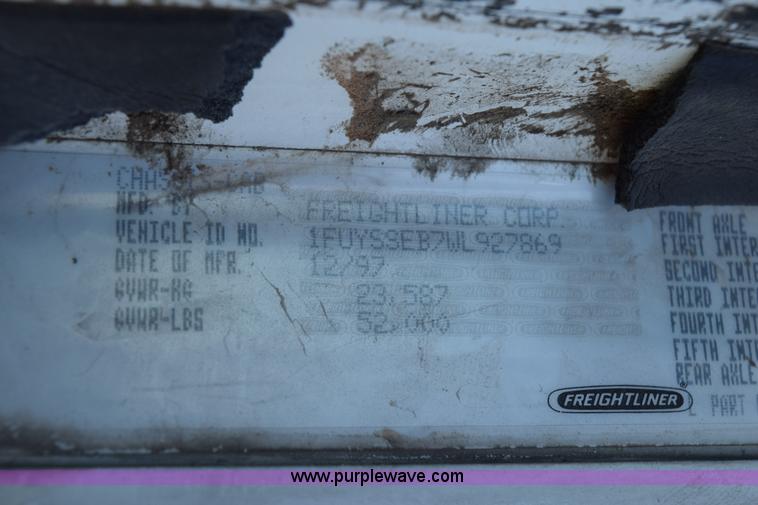 MFD. BY FREIGHTLINER CORP.
VEHICLE ID NO. 1FUYSSEB7WL927869
DATE OF MFR. 12/97
GVWR-KG 23,587
GVWR-LBS 52,000
FRONT AXLE
FIRST INTER
SECOND INTE
THIRD INTE
FOURTH INT
FIFTH INT
REAR AXLE
FREIGHTLINER
PART
www.purplewave.com